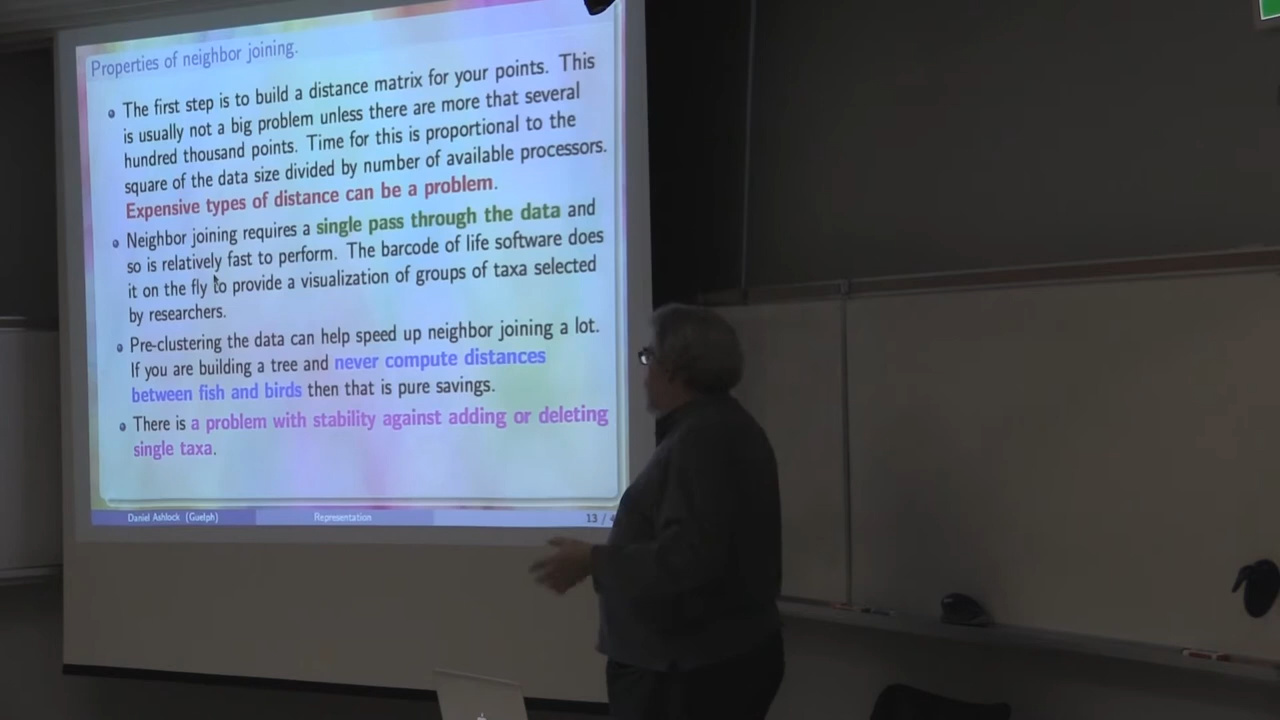 Properties of neighbor joining.
The first step is to build a distance matrix for your points. This
is usually not a big problem unless there are more that several
hundred thousand points. Time for this is proportional to the
square of the data size divided by number of available processors.
Expensive types of distance can be a problem.
Neighbor joining requires a single pass through the data and
so is relatively fast to perform. The barcode of life software does
it on the fly to provide a visualization of groups of taxa selected
by researchers.
Pre-clustering the data can help speed up neighbor joining a lot.
If you are building a tree and never compute distances
between fish and birds then that is pure savings.
There is a problem with stability against adding or deleting
single taxa.
Daniel Ashlock (Guelph) Representation 13 /